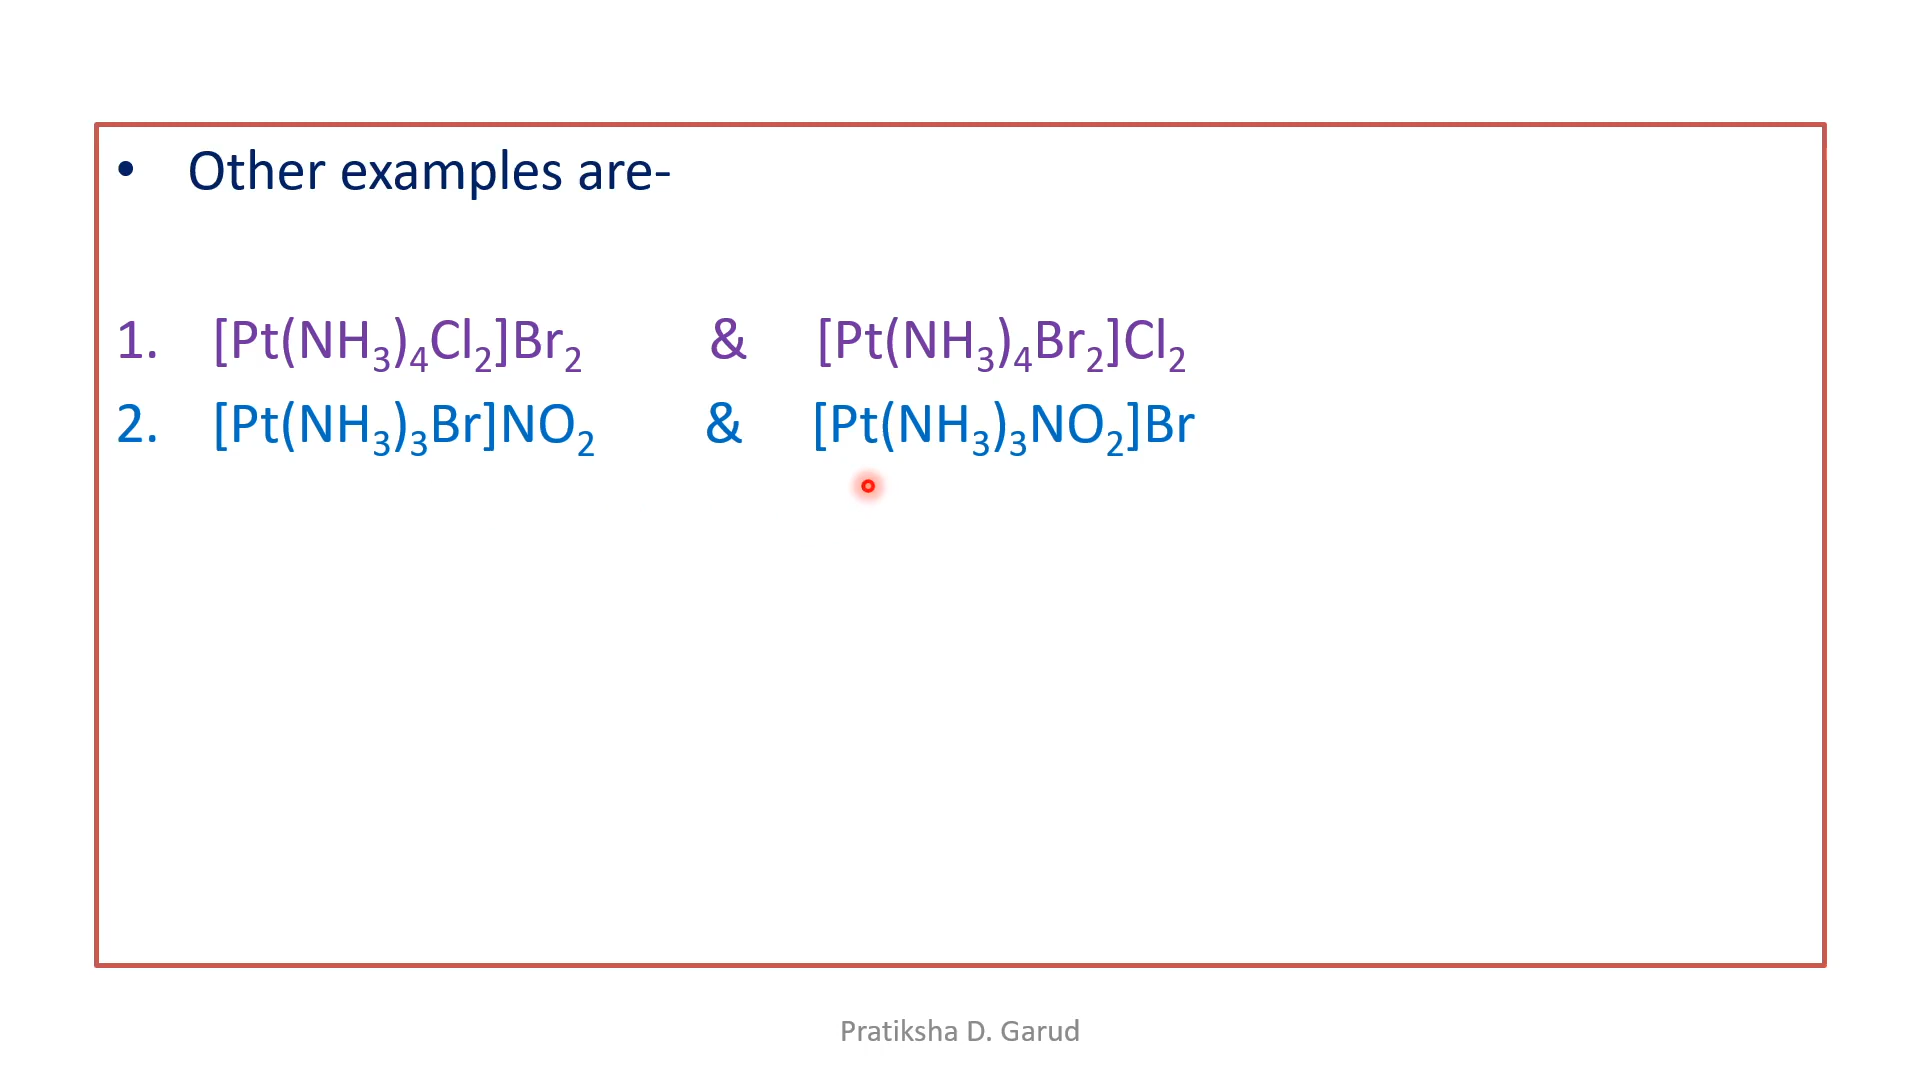 • Other examples are-
1. [Pt(NH₃)₄Cl₂]Br₂ & [Pt(NH₃)₄Br₂]Cl₂
2. [Pt(NH₃)₃Br]NO₂ & [Pt(NH₃)₃NO₂]Br
Pratiksha D. Garud